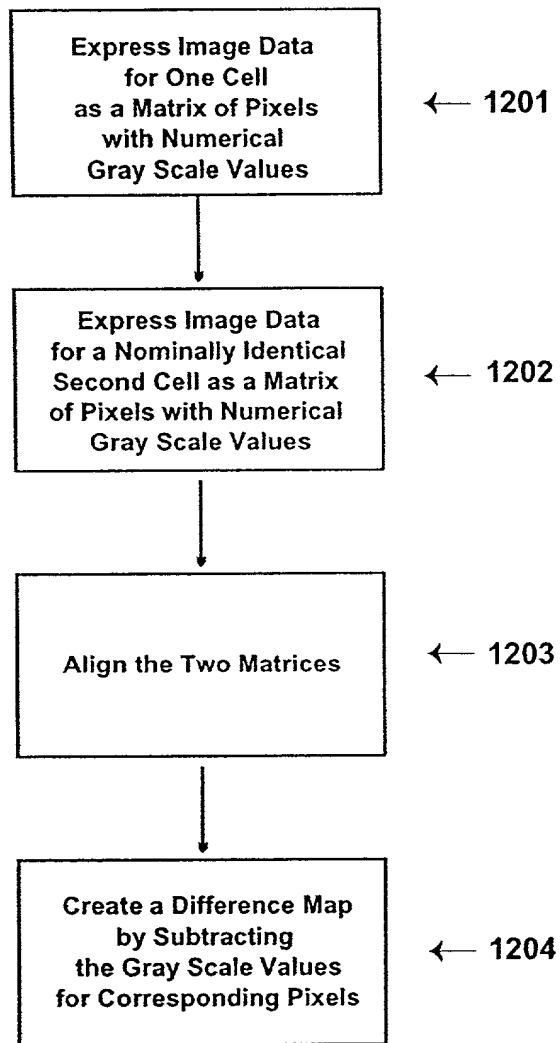 Express Image Data
for One Cell
as a Matrix of Pixels
with Numerical
Gray Scale Values
← 1201
Express Image Data
for a Nominally Identical
Second Cell as a Matrix
of Pixels with Numerical
Gray Scale Values
← 1202
Align the Two Matrices
← 1203
Create a Difference Map
by Subtracting
the Gray Scale Values
for Corresponding Pixels
← 1204